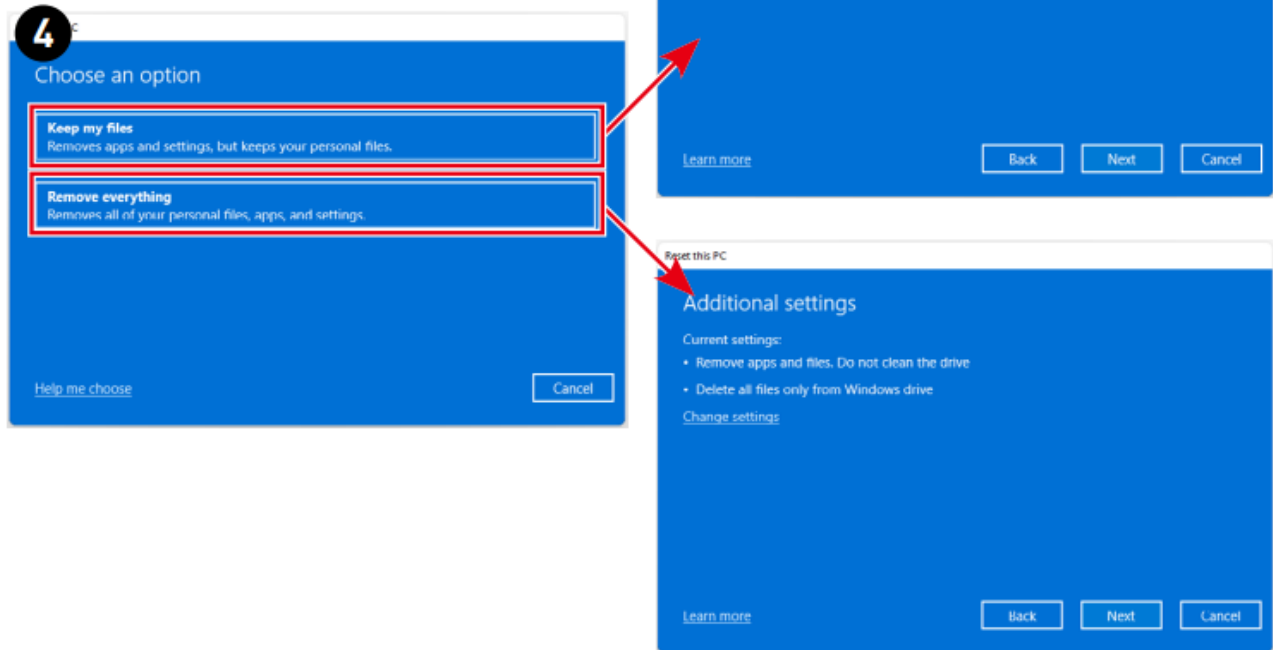 4
Choose an option
Keep my files
Removes apps and settings, but keeps your personal files.
Remove everything
Removes all of your personal files, apps, and settings.
Help me choose
Cancel
Learn more
Back
Next
Cancel
Reset this PC
Additional settings
Current settings:
• Remove apps and files. Do not clean the drive
• Delete all files only from Windows drive
Change settings
Learn more
Back
Next
Cancel